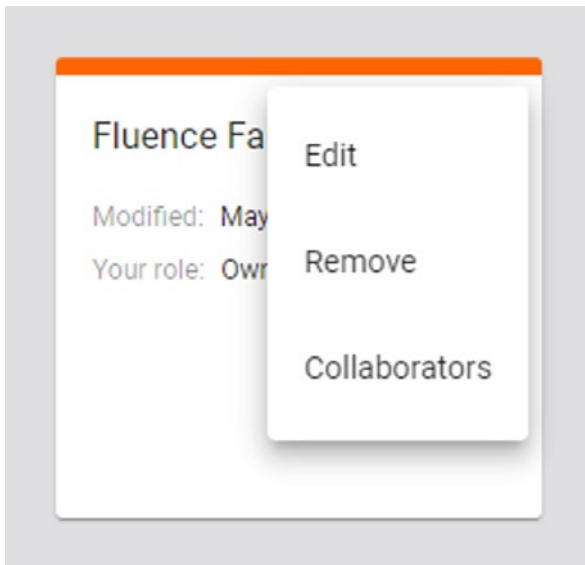 Fluence Fa
Modified: May
Your role: Owr
Edit
Remove
Collaborators